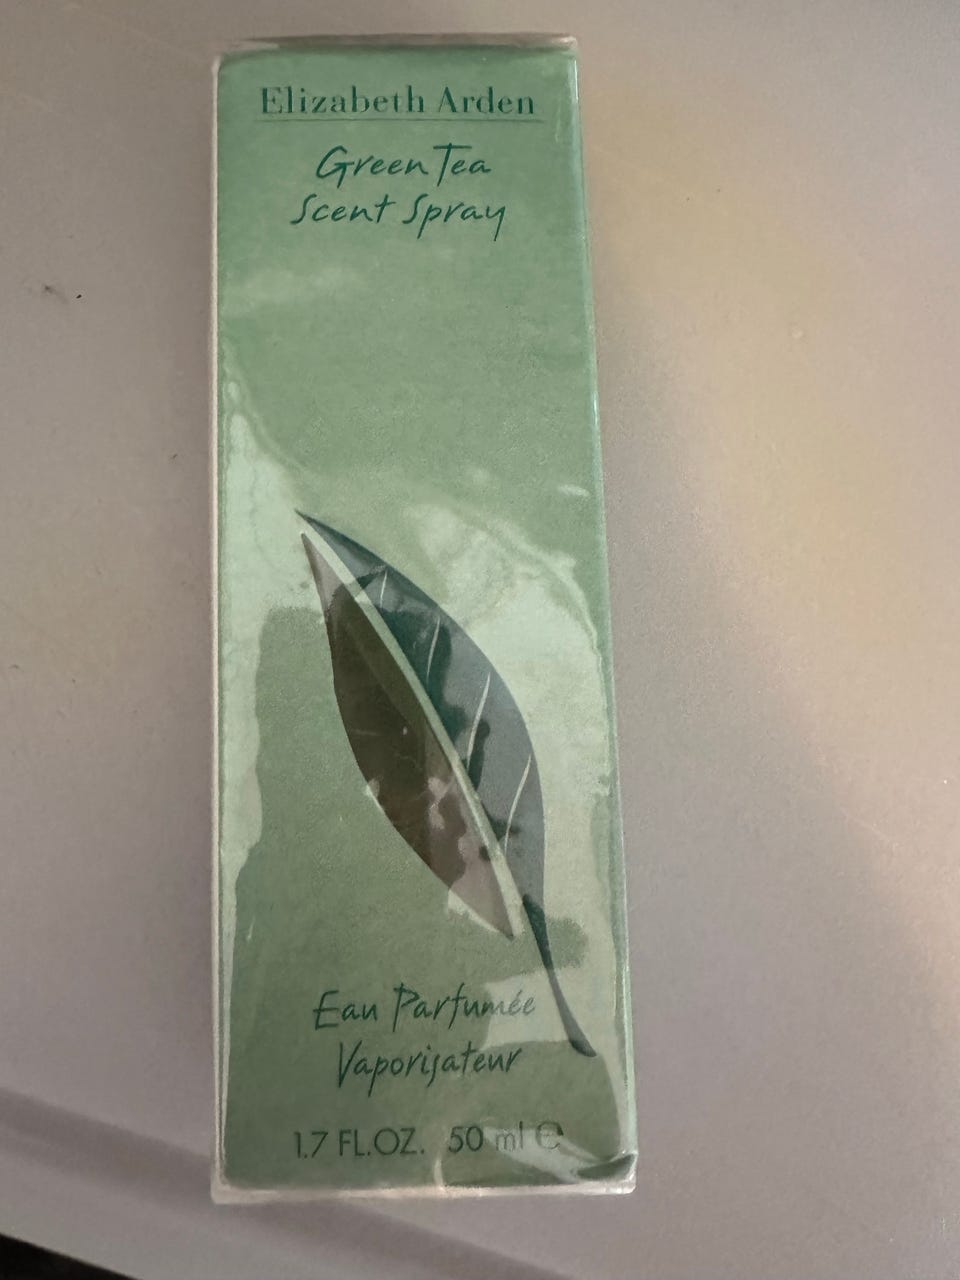 Elizabeth Arden
Green Tea
Scent Spray
Eau Parfumée
Vaporisateur
1.7 FL.OZ. 50 ml ℮